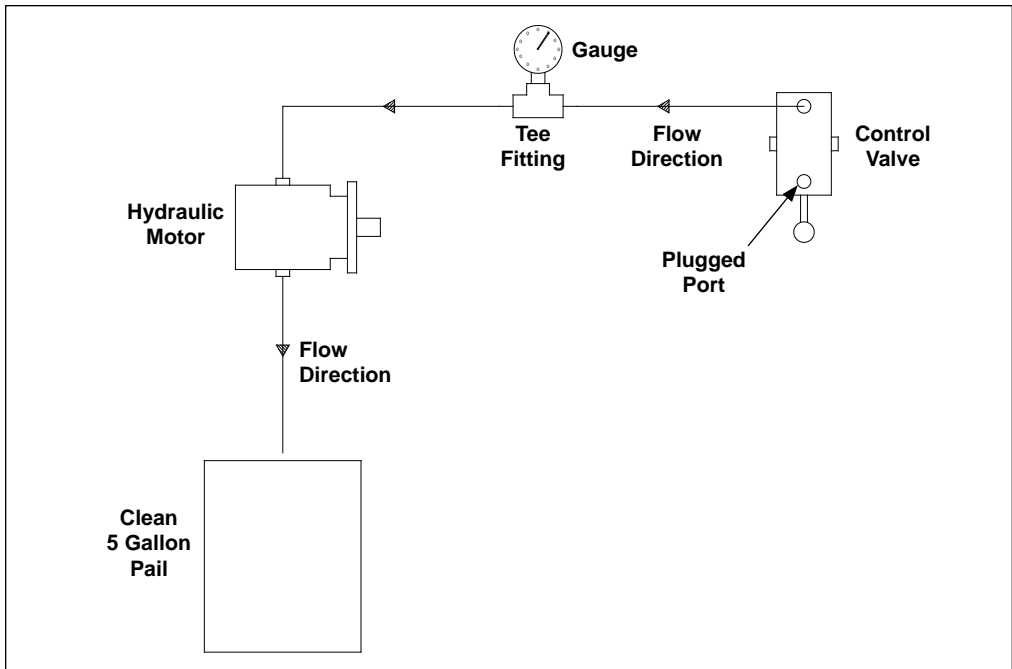 Gauge
Tee
Fitting
Flow
Direction
Control
Valve
Hydraulic
Motor
Plugged
Port
Flow
Direction
Clean
5 Gallon
Pail